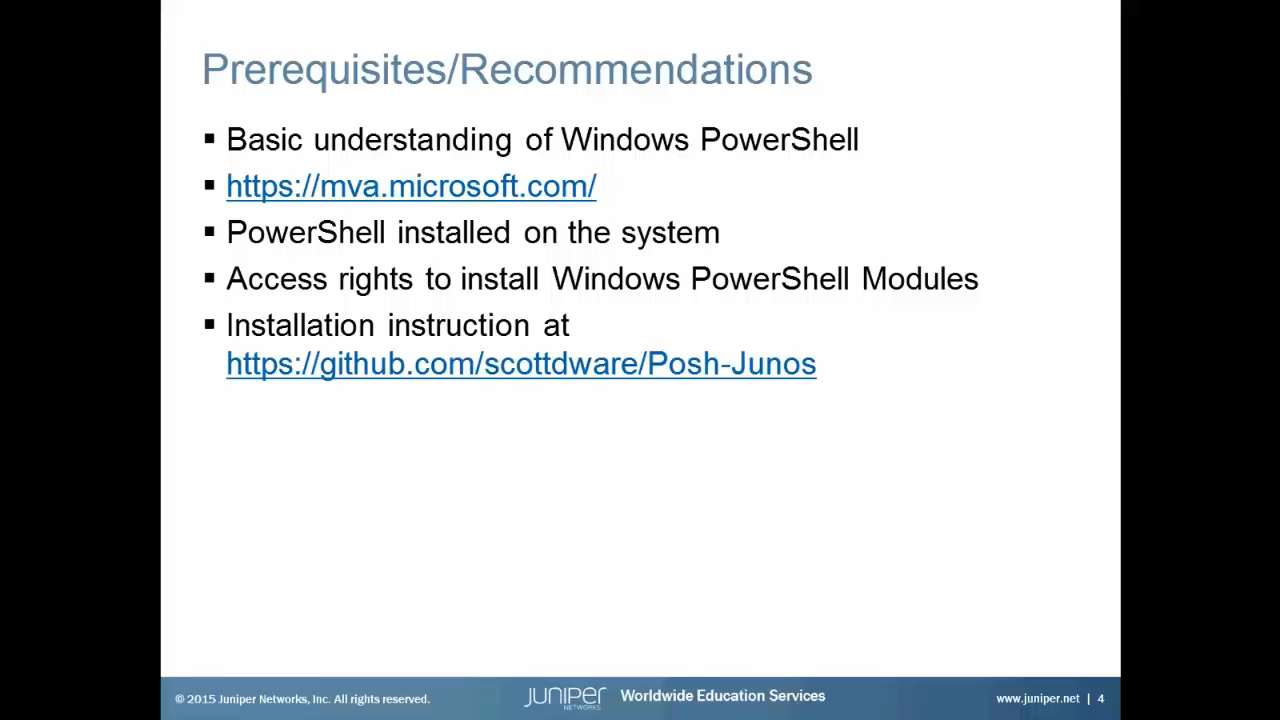 Prerequisites/Recommendations
▪ Basic understanding of Windows PowerShell
▪ https://mva.microsoft.com/
▪ PowerShell installed on the system
▪ Access rights to install Windows PowerShell Modules
▪ Installation instruction at
https://github.com/scottdware/Posh-Junos
© 2015 Juniper Networks, Inc. All rights reserved.
JUNIPER
NETWORKS
Worldwide Education Services
www.juniper.net | 4